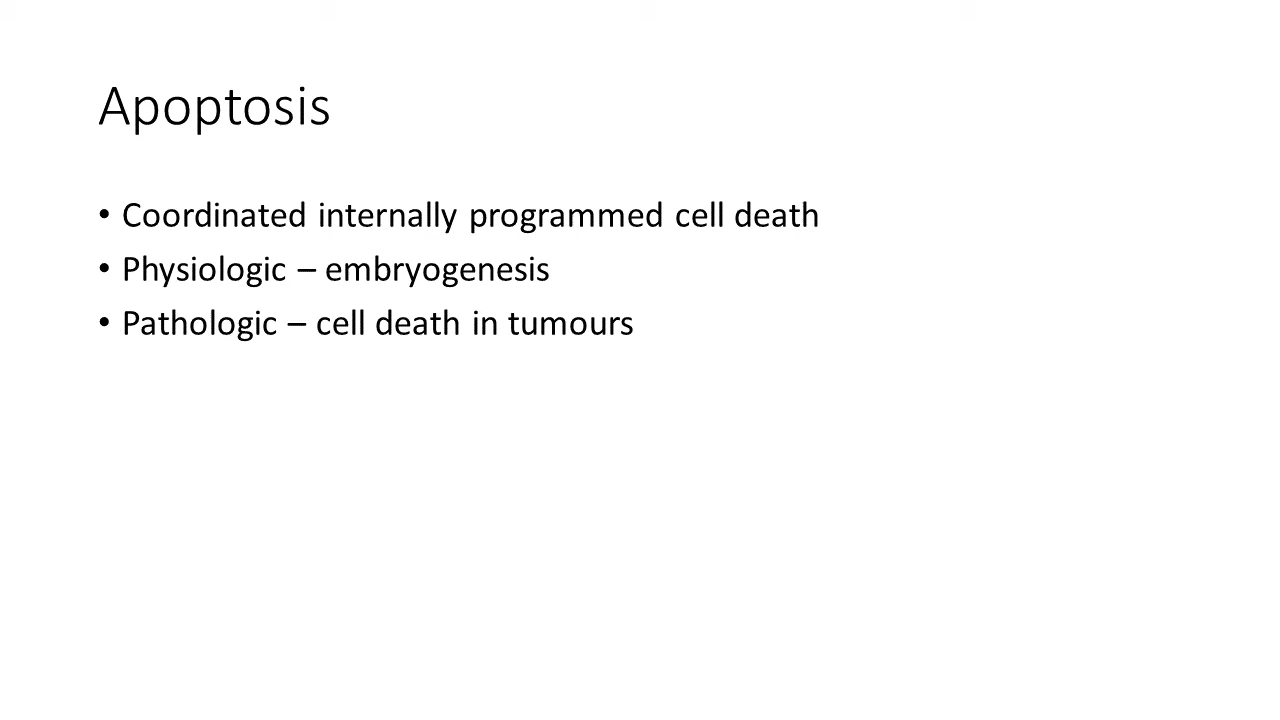 Apoptosis
• Coordinated internally programmed cell death
• Physiologic – embryogenesis
• Pathologic – cell death in tumours